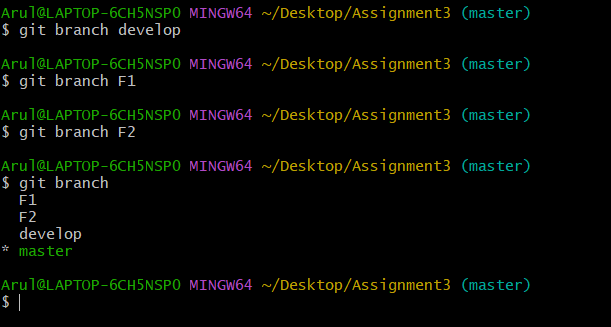 Arul@LAPTOP-6CH5NSP0 MINGW64 ~/Desktop/Assignment3 (master)
$ git branch develop
Arul@LAPTOP-6CH5NSP0 MINGW64 ~/Desktop/Assignment3 (master)
$ git branch F1
Arul@LAPTOP-6CH5NSP0 MINGW64 ~/Desktop/Assignment3 (master)
$ git branch F2
Arul@LAPTOP-6CH5NSP0 MINGW64 ~/Desktop/Assignment3 (master)
$ git branch
  F1
  F2
  develop
* master
Arul@LAPTOP-6CH5NSP0 MINGW64 ~/Desktop/Assignment3 (master)
$